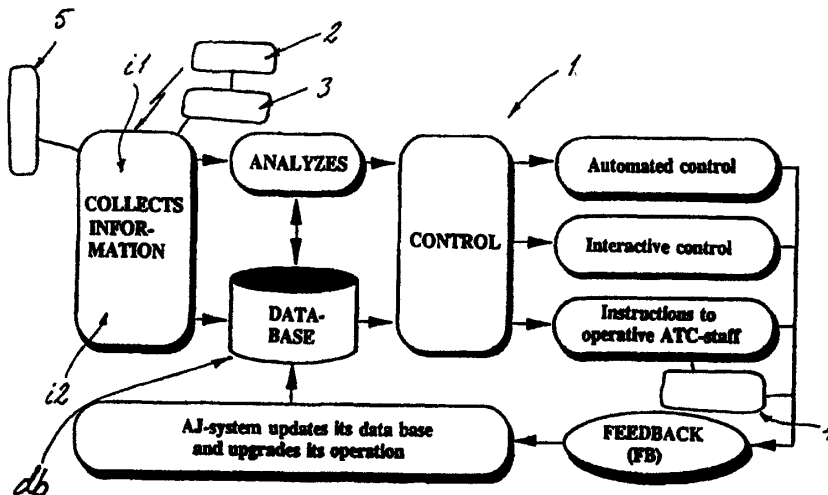 5
i1
2
3
1
ANALYZES
Automated control
COLLECTS
INFOR-
MATION
CONTROL
Interactive control
DATA-
BASE
Instructions to
operative ATC-staff
i2
AJ-system updates its data base
and upgrades its operation
FEEDBACK
(FB)
db